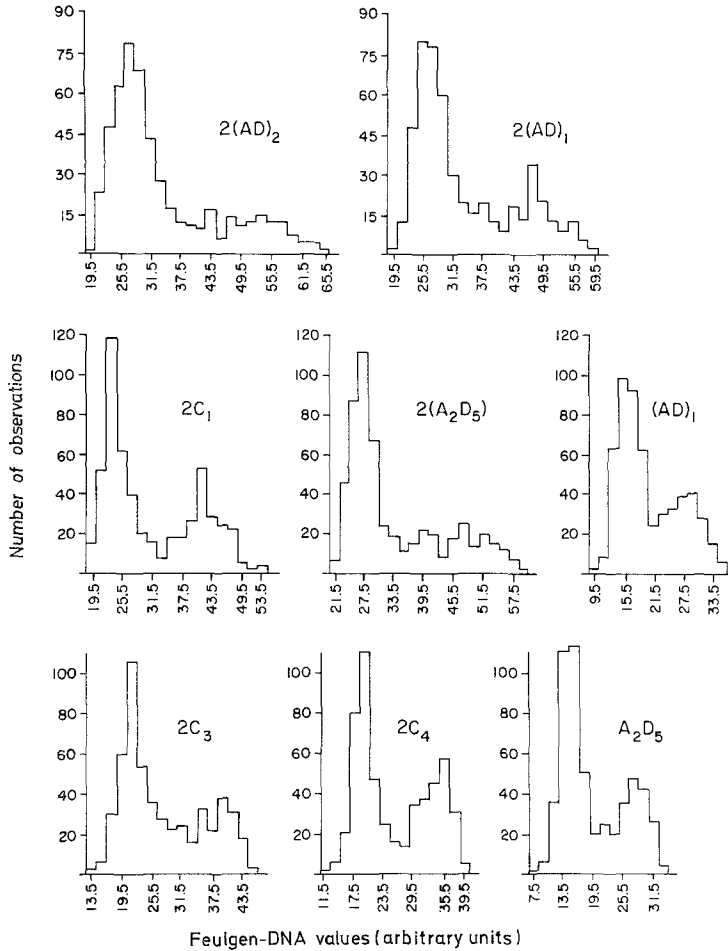 90
75
60
45
30
15
2(AD)₂
19.5 25.5 31.5 37.5 43.5 49.5 55.5 61.5 65.5
90
75
60
45
30
15
2(AD)₁
19.5 25.5 31.5 37.5 43.5 49.5 55.5 59.5
Number of observations
120
100
80
60
40
20
2C₁
19.5 25.5 31.5 37.5 43.5 49.5 53.5
120
100
80
60
40
20
2(A₂D₅)
21.5 27.5 33.5 39.5 45.5 51.5 57.5
120
100
80
60
40
20
(AD)₁
9.5 15.5 21.5 27.5 33.5
100
80
60
40
20
2C₃
13.5 19.5 25.5 31.5 37.5 43.5
100
80
60
40
20
2C₄
11.5 17.5 23.5 29.5 35.5 39.5
100
80
60
40
20
A₂D₅
7.5 13.5 19.5 25.5 31.5
Feulgen-DNA values (arbitrary units)